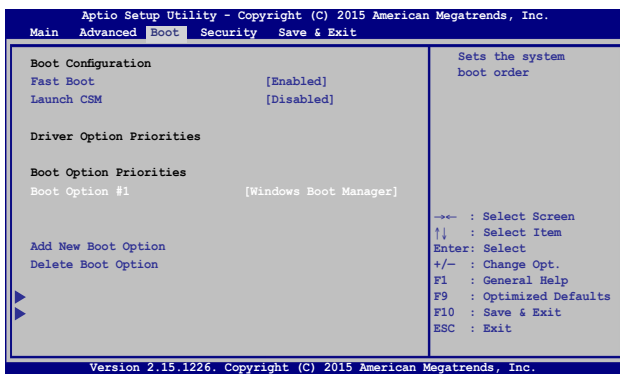 Aptio Setup Utility - Copyright (C) 2015 American Megatrends, Inc.
Main Advanced Boot Security Save & Exit
Boot Configuration
Fast Boot [Enabled]
Launch CSM [Disabled]
Driver Option Priorities
Boot Option Priorities
Boot Option #1 [Windows Boot Manager]
Add New Boot Option
Delete Boot Option
Sets the system
boot order
→← : Select Screen
↑↓ : Select Item
Enter: Select
+/— : Change Opt.
F1 : General Help
F9 : Optimized Defaults
F10 : Save & Exit
ESC : Exit
Version 2.15.1226. Copyright (C) 2015 American Megatrends, Inc.